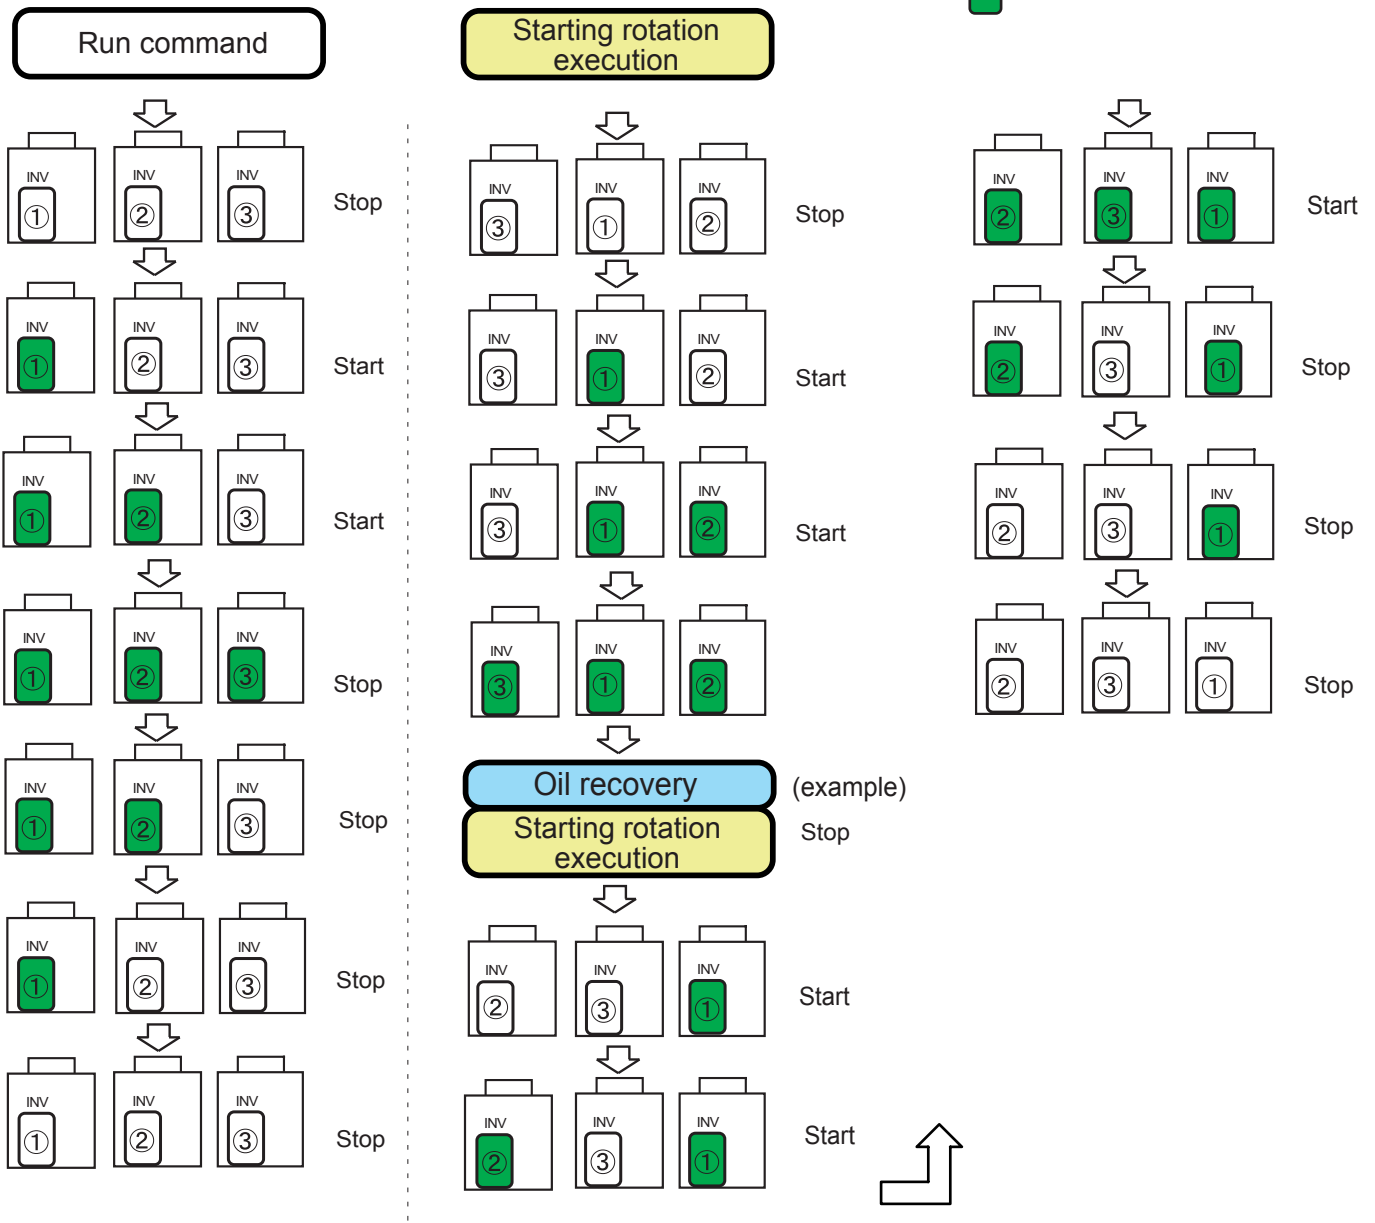 Run command
INV INV INV
① ② ③
Stop
INV INV INV
① ② ③
Start
INV INV INV
① ② ③
Start
INV INV INV
① ② ③
Stop
INV INV INV
① ② ③
Stop
INV INV INV
① ② ③
Stop
INV INV INV
① ② ③
Stop
Starting rotation
execution
INV INV INV
③ ① ②
Stop
INV INV INV
③ ① ②
Start
INV INV INV
③ ① ②
Start
INV INV INV
③ ① ②
Oil recovery (example)
Starting rotation
execution
Stop
INV INV INV
② ③ ①
Start
INV INV INV
② ③ ①
Start
INV INV INV
② ③ ①
Start
INV INV INV
② ③ ①
Stop
INV INV INV
② ③ ①
Stop
INV INV INV
② ③ ①
Stop